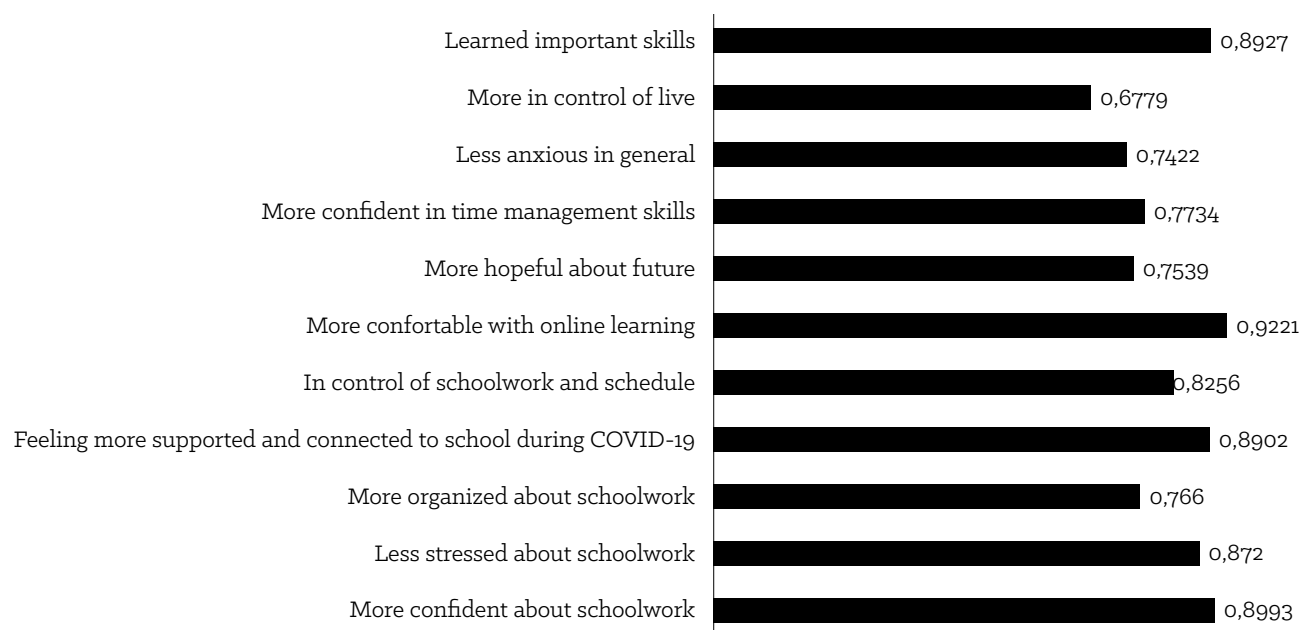 Learned important skills 0,8927
More in control of live 0,6779
Less anxious in general 0,7422
More confident in time management skills 0,7734
More hopeful about future 0,7539
More confortable with online learning 0,9221
In control of schoolwork and schedule 0,8256
Feeling more supported and connected to school during COVID-19 0,8902
More organized about schoolwork 0,766
Less stressed about schoolwork 0,872
More confident about schoolwork 0,8993